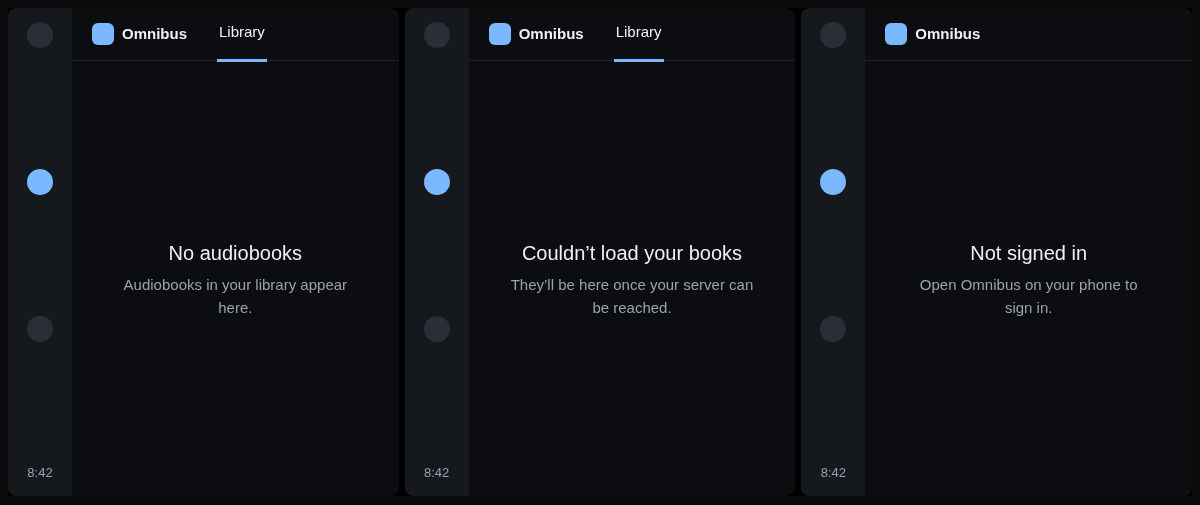 Omnibus Library
No audiobooks
Audiobooks in your library appear
here.
8:42
Omnibus Library
Couldn’t load your books
They’ll be here once your server can
be reached.
8:42
Omnibus
Not signed in
Open Omnibus on your phone to
sign in.
8:42